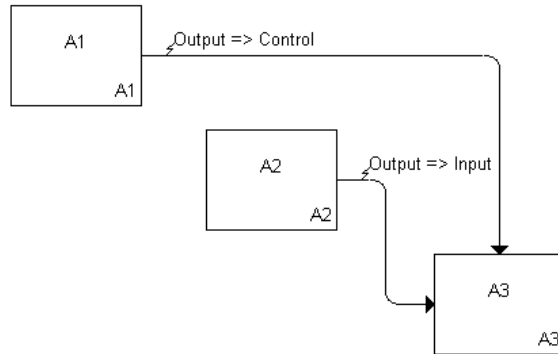 A1
Output => Control
A1
A2
Output => Input
A2
A3
A3